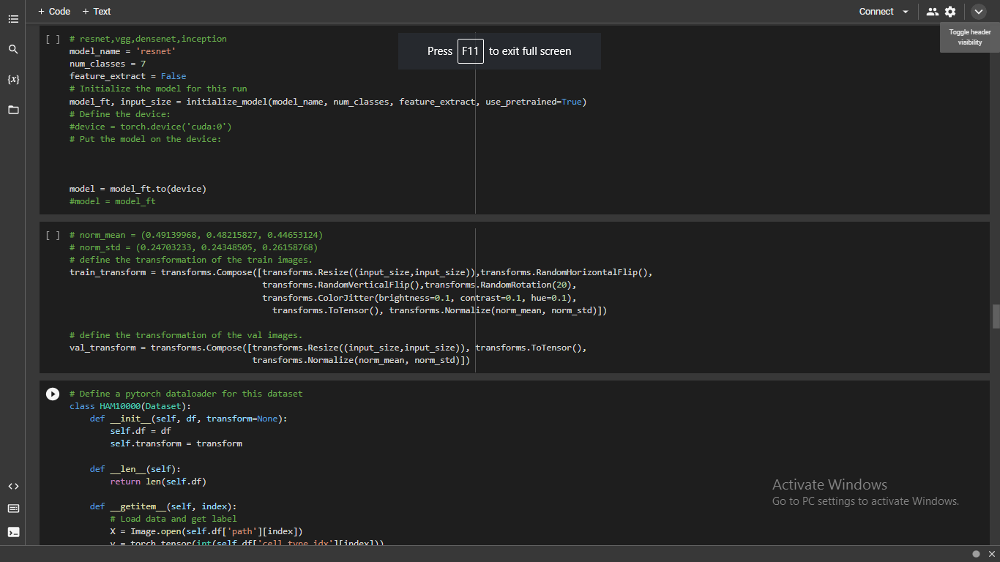 + Code + Text
Connect
Toggle header
visibility
Press F11 to exit full screen
[ ] # resnet,vgg,densenet,inception
model_name = 'resnet'
num_classes = 7
feature_extract = False
# Initialize the model for this run
model_ft, input_size = initialize_model(model_name, num_classes, feature_extract, use_pretrained=True)
# Define the device:
#device = torch.device('cuda:0')
# Put the model on the device:
model = model_ft.to(device)
#model = model_ft
[ ] # norm_mean = (0.49139968, 0.48215827, 0.44653124)
# norm_std = (0.24703233, 0.24348505, 0.26158768)
# define the transformation of the train images.
train_transform = transforms.Compose([transforms.Resize((input_size,input_size)),transforms.RandomHorizontalFlip(),
transforms.RandomVerticalFlip(),transforms.RandomRotation(20),
transforms.ColorJitter(brightness=0.1, contrast=0.1, hue=0.1),
transforms.ToTensor(), transforms.Normalize(norm_mean, norm_std)])
# define the transformation of the val images.
val_transform = transforms.Compose([transforms.Resize((input_size,input_size)), transforms.ToTensor(),
transforms.Normalize(norm_mean, norm_std)])
# Define a pytorch dataloader for this dataset
class HAM10000(Dataset):
def __init__(self, df, transform=None):
self.df = df
self.transform = transform
def __len__(self):
return len(self.df)
def __getitem__(self, index):
# Load data and get label
X = Image.open(self.df['path'][index])
y = torch.tensor(int(self.df['cell_type_idx'][index]))
{x}
Activate Windows
Go to PC settings to activate Windows.